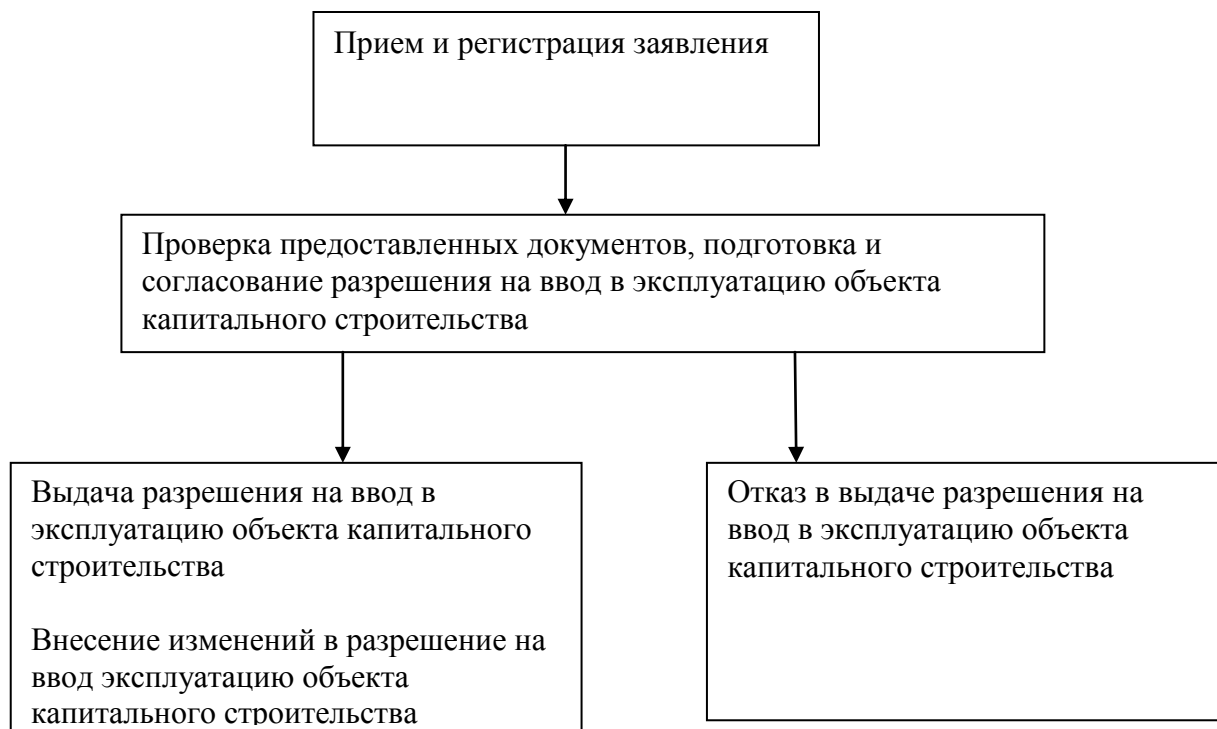 Прием и регистрация заявления
Проверка предоставленных документов, подготовка и
согласование разрешения на ввод в эксплуатацию объекта
капитального строительства
Выдача разрешения на ввод в
эксплуатацию объекта капитального
строительства
Внесение изменений в разрешение на
ввод эксплуатацию объекта
капитального строительства
Отказ в выдаче разрешения на
ввод в эксплуатацию объекта
капитального строительства